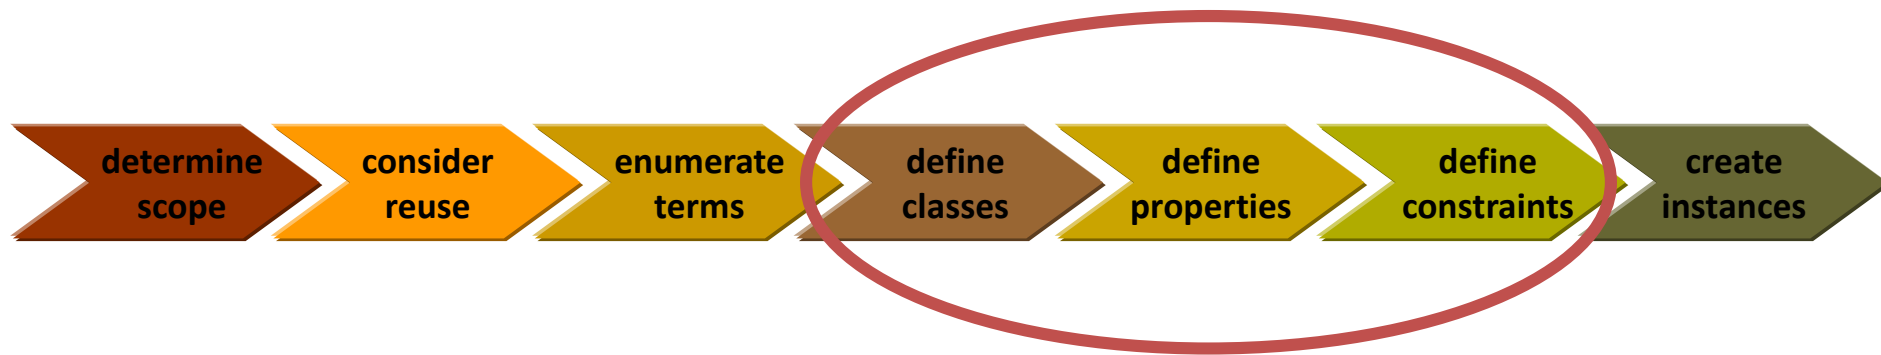 determine
scope
consider
reuse
enumerate
terms
define
classes
define
properties
define
constraints
create
instances